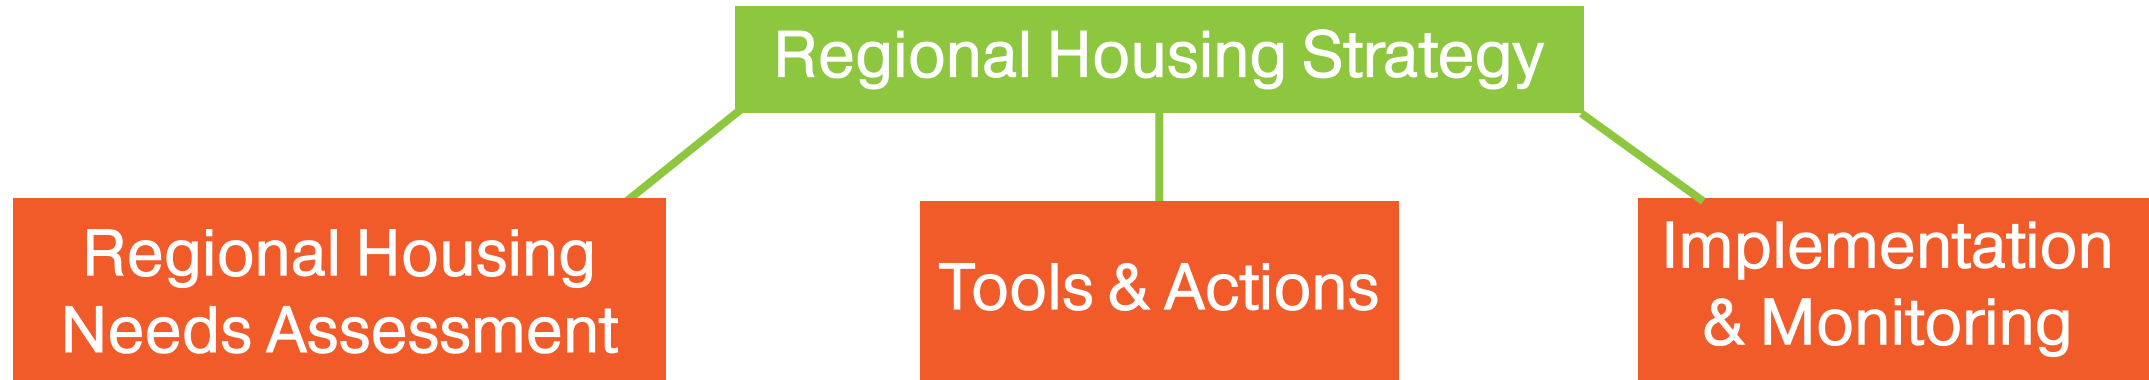 Regional Housing Strategy
Regional Housing
Needs Assessment
Tools & Actions
Implementation
& Monitoring